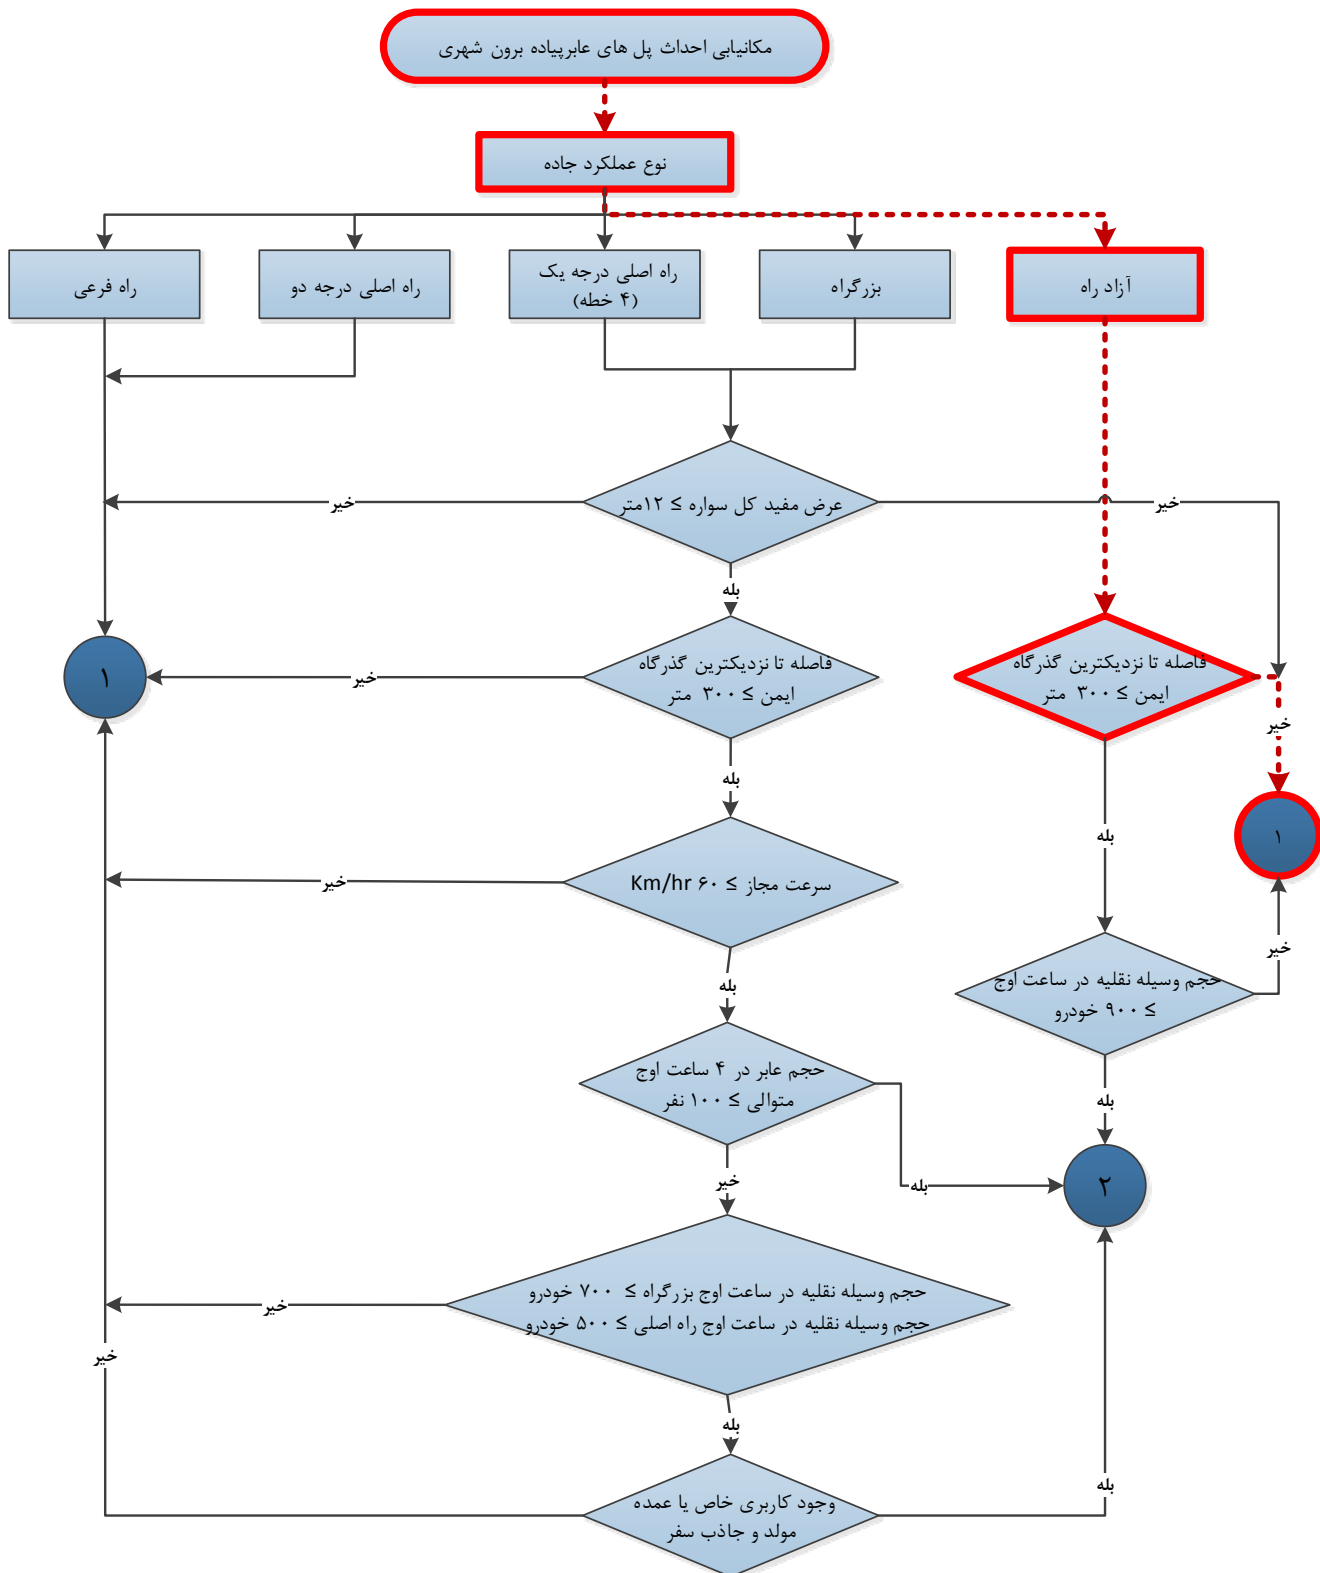 مکانیابی احداث پل های عابرپیاده برون شهری
نوع عملکرد جاده
آزاد راه
بزرگراه
راه اصلی درجه یک
(۴ خطه)
راه اصلی درجه دو
راه فرعی
عرض مفید کل سواره ≥ ۱۲متر
خیر
خیر
بله
فاصله تا نزدیکترین گذرگاه
ایمن ≥ ۳۰۰ متر
خیر
بله
فاصله تا نزدیکترین گذرگاه
ایمن ≥ ۳۰۰ متر
خیر
بله
۱
۱
سرعت مجاز ≥ ۶۰ Km/hr
خیر
بله
حجم وسیله نقلیه در ساعت اوج
≥ ۹۰۰ خودرو
خیر
بله
حجم عابر در ۴ ساعت اوج
متوالی ≥ ۱۰۰ نفر
بله
خیر
۲
حجم وسیله نقلیه در ساعت اوج بزرگراه ≥ ۷۰۰ خودرو
حجم وسیله نقلیه در ساعت اوج راه اصلی ≥ ۵۰۰ خودرو
خیر
بله
وجود کاربری خاص یا عمده
مولد و جاذب سفر
خیر
بله